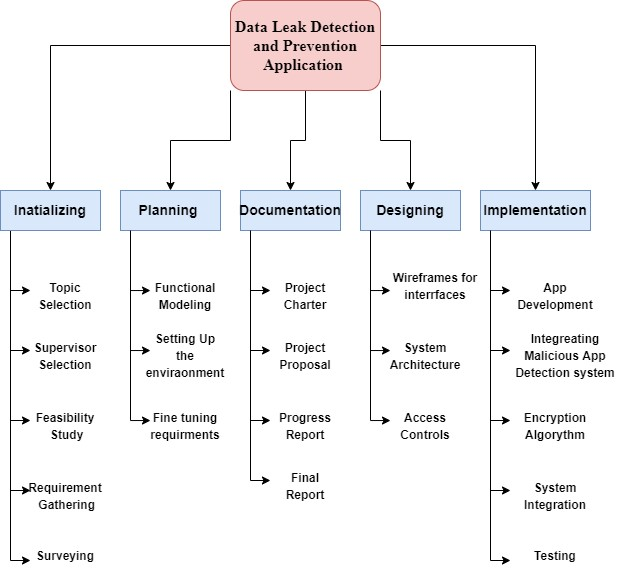 Data Leak Detection
and Prevention
Application
Inatializing
Planning
Documentation
Designing
Implementation
Topic
Selection
Supervisor
Selection
Feasibility
Study
Requirement
Gathering
Surveying
Functional
Modeling
Setting Up
the
enviraonment
Fine tuning
requirments
Project
Charter
Project
Proposal
Progress
Report
Final
Report
Wireframes for
interrfaces
System
Architecture
Access
Controls
App
Development
Integreating
Malicious App
Detection system
Encryption
Algorythm
System
Integration
Testing